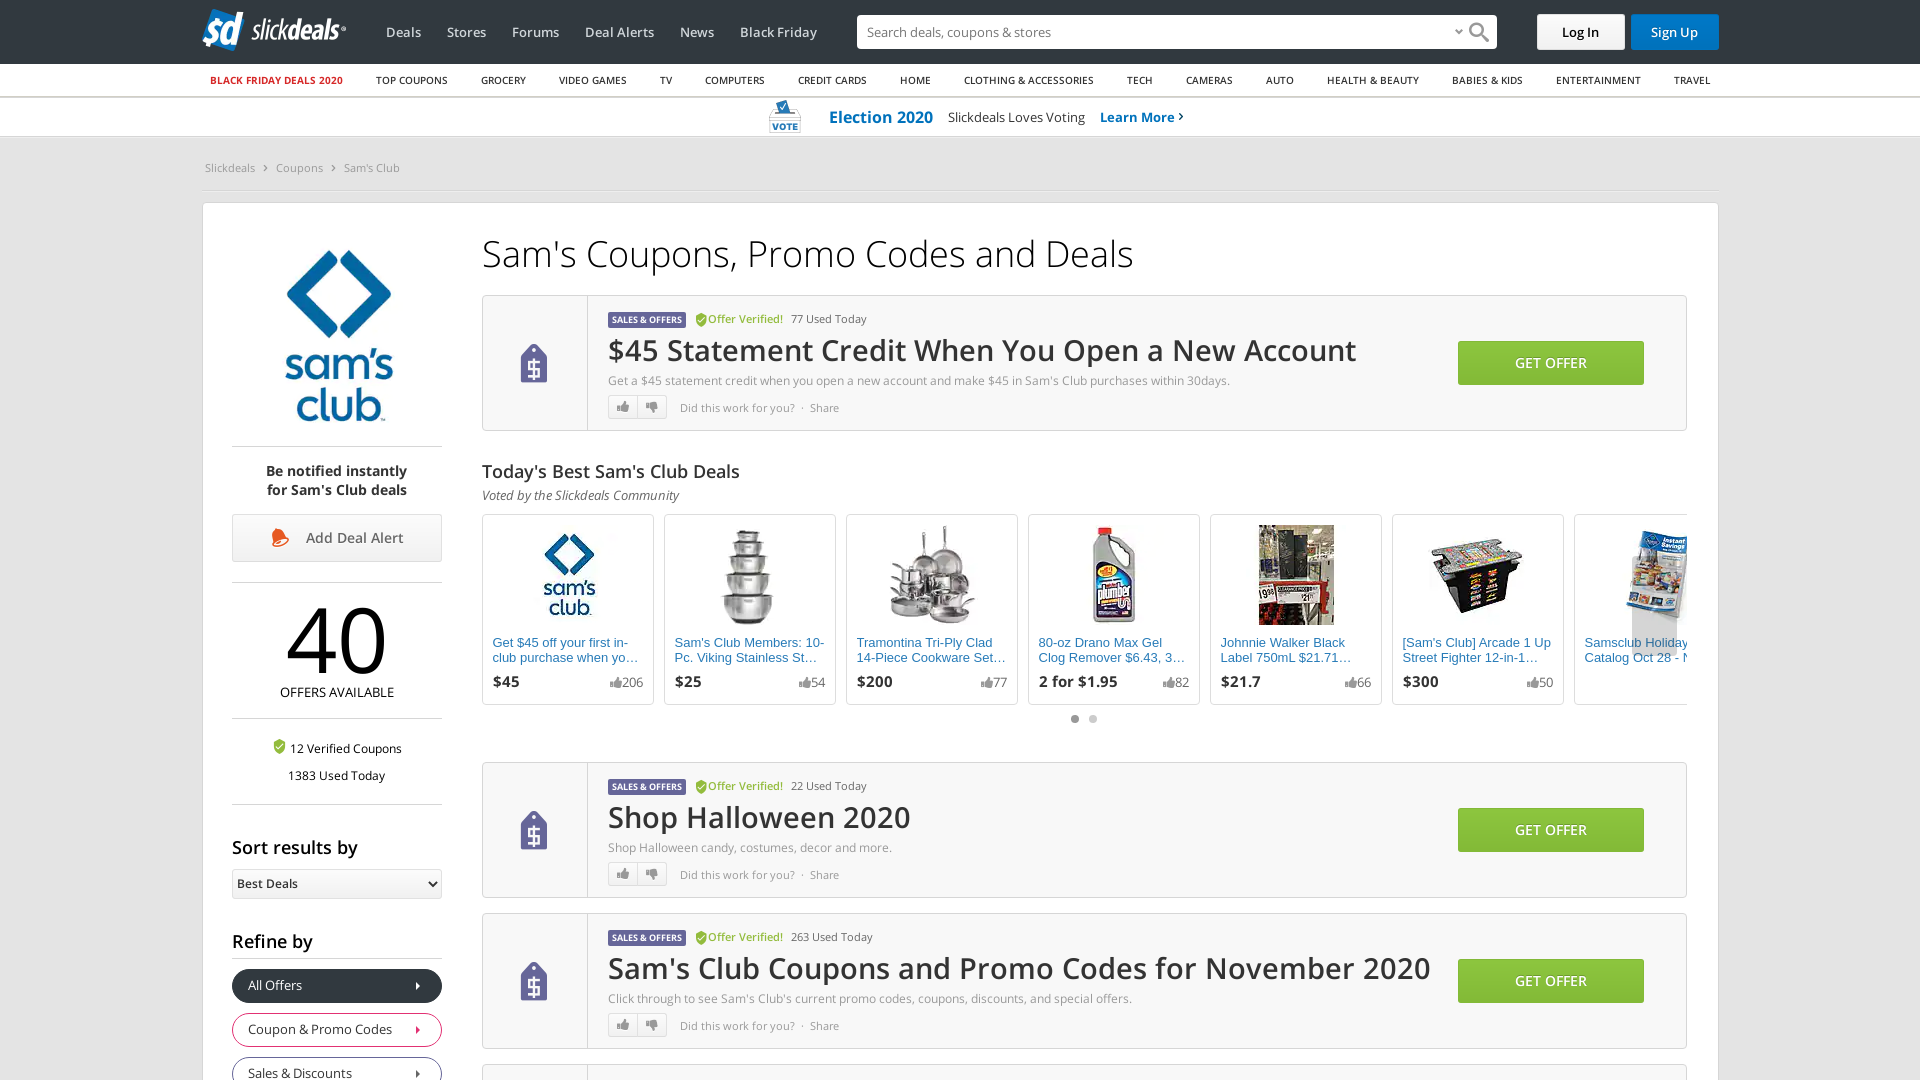 slickdeals
Deals
Stores
Forums
Deal Alerts
News
Black Friday
Search deals, coupons & stores
Log In
Sign Up
BLACK FRIDAY DEALS 2020
TOP COUPONS
GROCERY
VIDEO GAMES
TV
COMPUTERS
CREDIT CARDS
HOME
CLOTHING & ACCESSORIES
TECH
CAMERAS
AUTO
HEALTH & BEAUTY
BABIES & KIDS
ENTERTAINMENT
TRAVEL
VOTE
Election 2020
Slickdeals Loves Voting
Learn More
Slickdeals
Coupons
Sam's Club
sam's
club
Be notified instantly
for Sam's Club deals
Add Deal Alert
40
OFFERS AVAILABLE
12 Verified Coupons
1383 Used Today
Sort results by
Best Deals
Refine by
All Offers
Coupon & Promo Codes
Sales & Discounts
Sam's Coupons, Promo Codes and Deals
SALES & OFFERS Offer Verified! 77 Used Today
$45 Statement Credit When You Open a New Account
Get a $45 statement credit when you open a new account and make $45 in Sam's Club purchases within 30days.
Did this work for you? · Share
GET OFFER
Today's Best Sam's Club Deals
Voted by the Slickdeals Community
sam's
club
Get $45 off your first in-
club purchase when yo…
$45 206
Sam's Club Members: 10-
Pc. Viking Stainless St…
$25 54
Tramontina Tri-Ply Clad
14-Piece Cookware Set…
$200 77
80-oz Drano Max Gel
Clog Remover $6.43, 3…
2 for $1.95 82
Johnnie Walker Black
Label 750mL $21.71…
$21.7 66
[Sam's Club] Arcade 1 Up
Street Fighter 12-in-1…
$300 50
Instant
Savings
Samsclub Holiday
Catalog Oct 28 - N
SALES & OFFERS Offer Verified! 22 Used Today
Shop Halloween 2020
Shop Halloween candy, costumes, decor and more.
Did this work for you? · Share
GET OFFER
SALES & OFFERS Offer Verified! 263 Used Today
Sam's Club Coupons and Promo Codes for November 2020
Click through to see Sam's Club's current promo codes, coupons, discounts, and special offers.
Did this work for you? · Share
GET OFFER